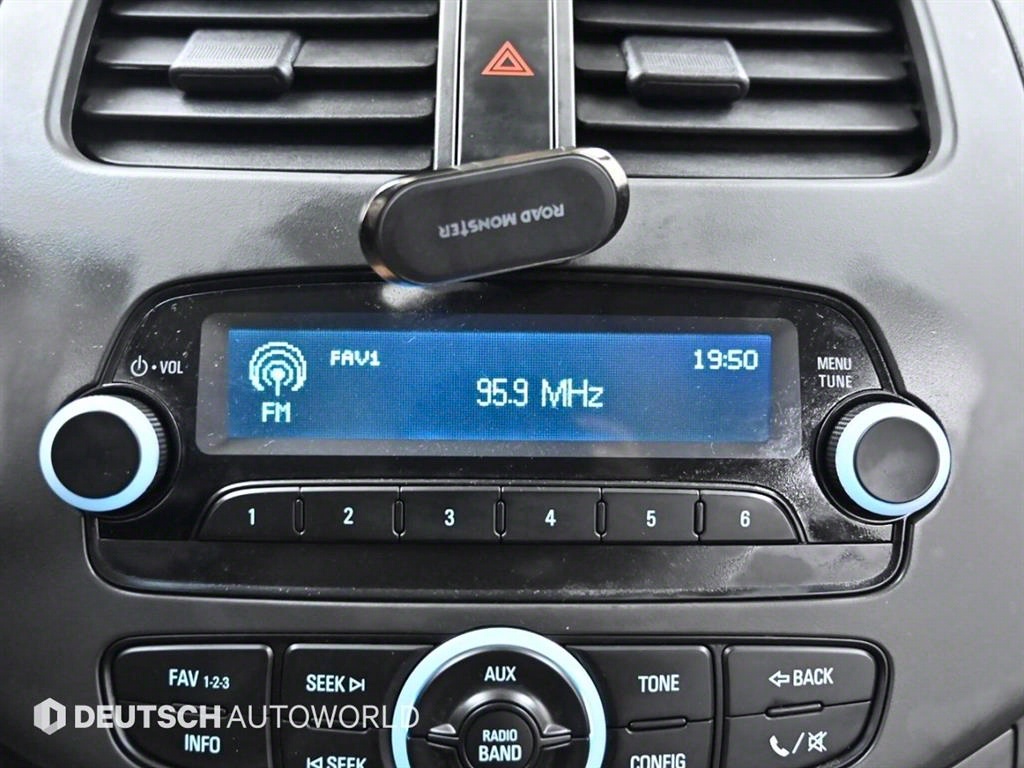 ROAD MONSTER
VOL
FAV1
19:50
MENU
TUNE
95.9 MHz
FM
1 2 3 4 5 6
FAV 1-2-3
SEEK
AUX
TONE
BACK
DEUTSCH AUTOWORLD
INFO
SEEK
RADIO
BAND
CONFIG